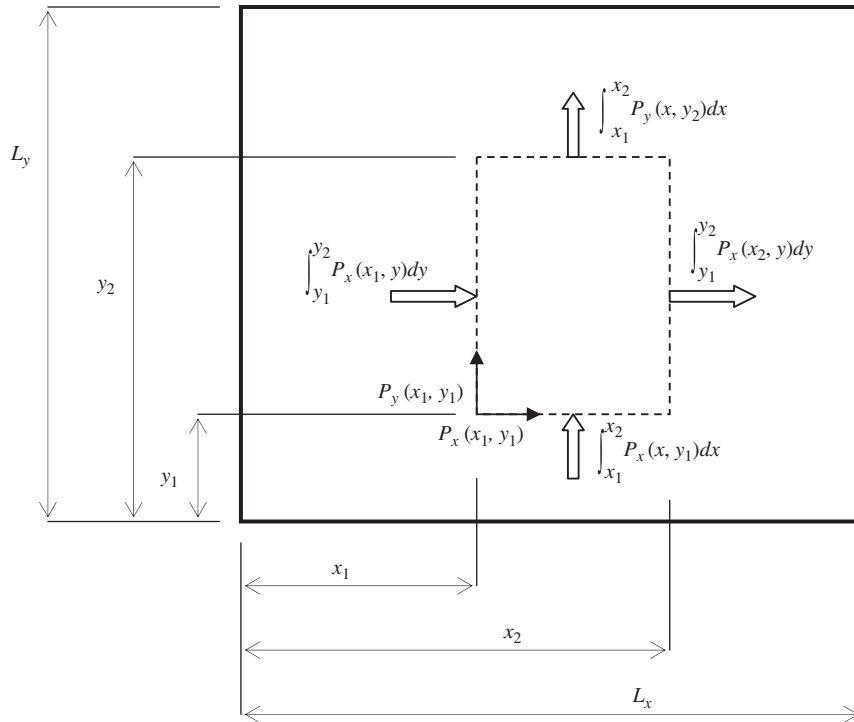 ∫_{x_1}^{x_2} P_y (x, y_2)dx
L_y
∫_{y_1}^{y_2} P_x (x_1, y)dy
∫_{y_1}^{y_2} P_x (x_2, y)dy
y_2
P_y (x_1, y_1)
P_x (x_1, y_1)
∫_{x_1}^{x_2} P_x (x, y_1)dx
y_1
x_1
x_2
L_x